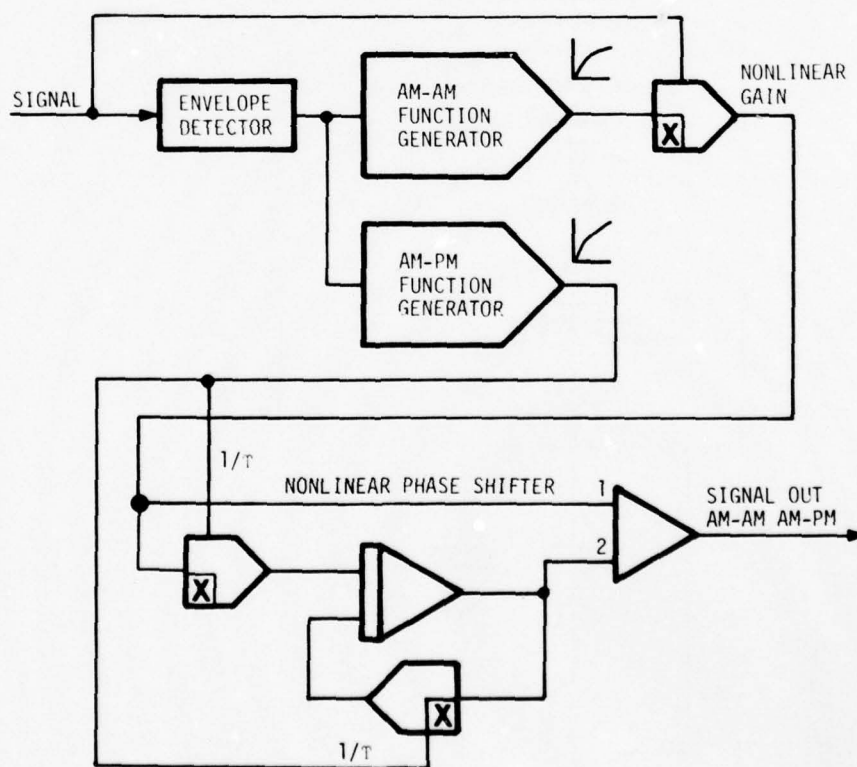 SIGNAL
ENVELOPE
DETECTOR
AM-AM
FUNCTION
GENERATOR
X
NONLINEAR
GAIN
AM-PM
FUNCTION
GENERATOR
1/T
NONLINEAR PHASE SHIFTER
1
2
SIGNAL OUT
AM-AM AM-PM
X
X
1/T